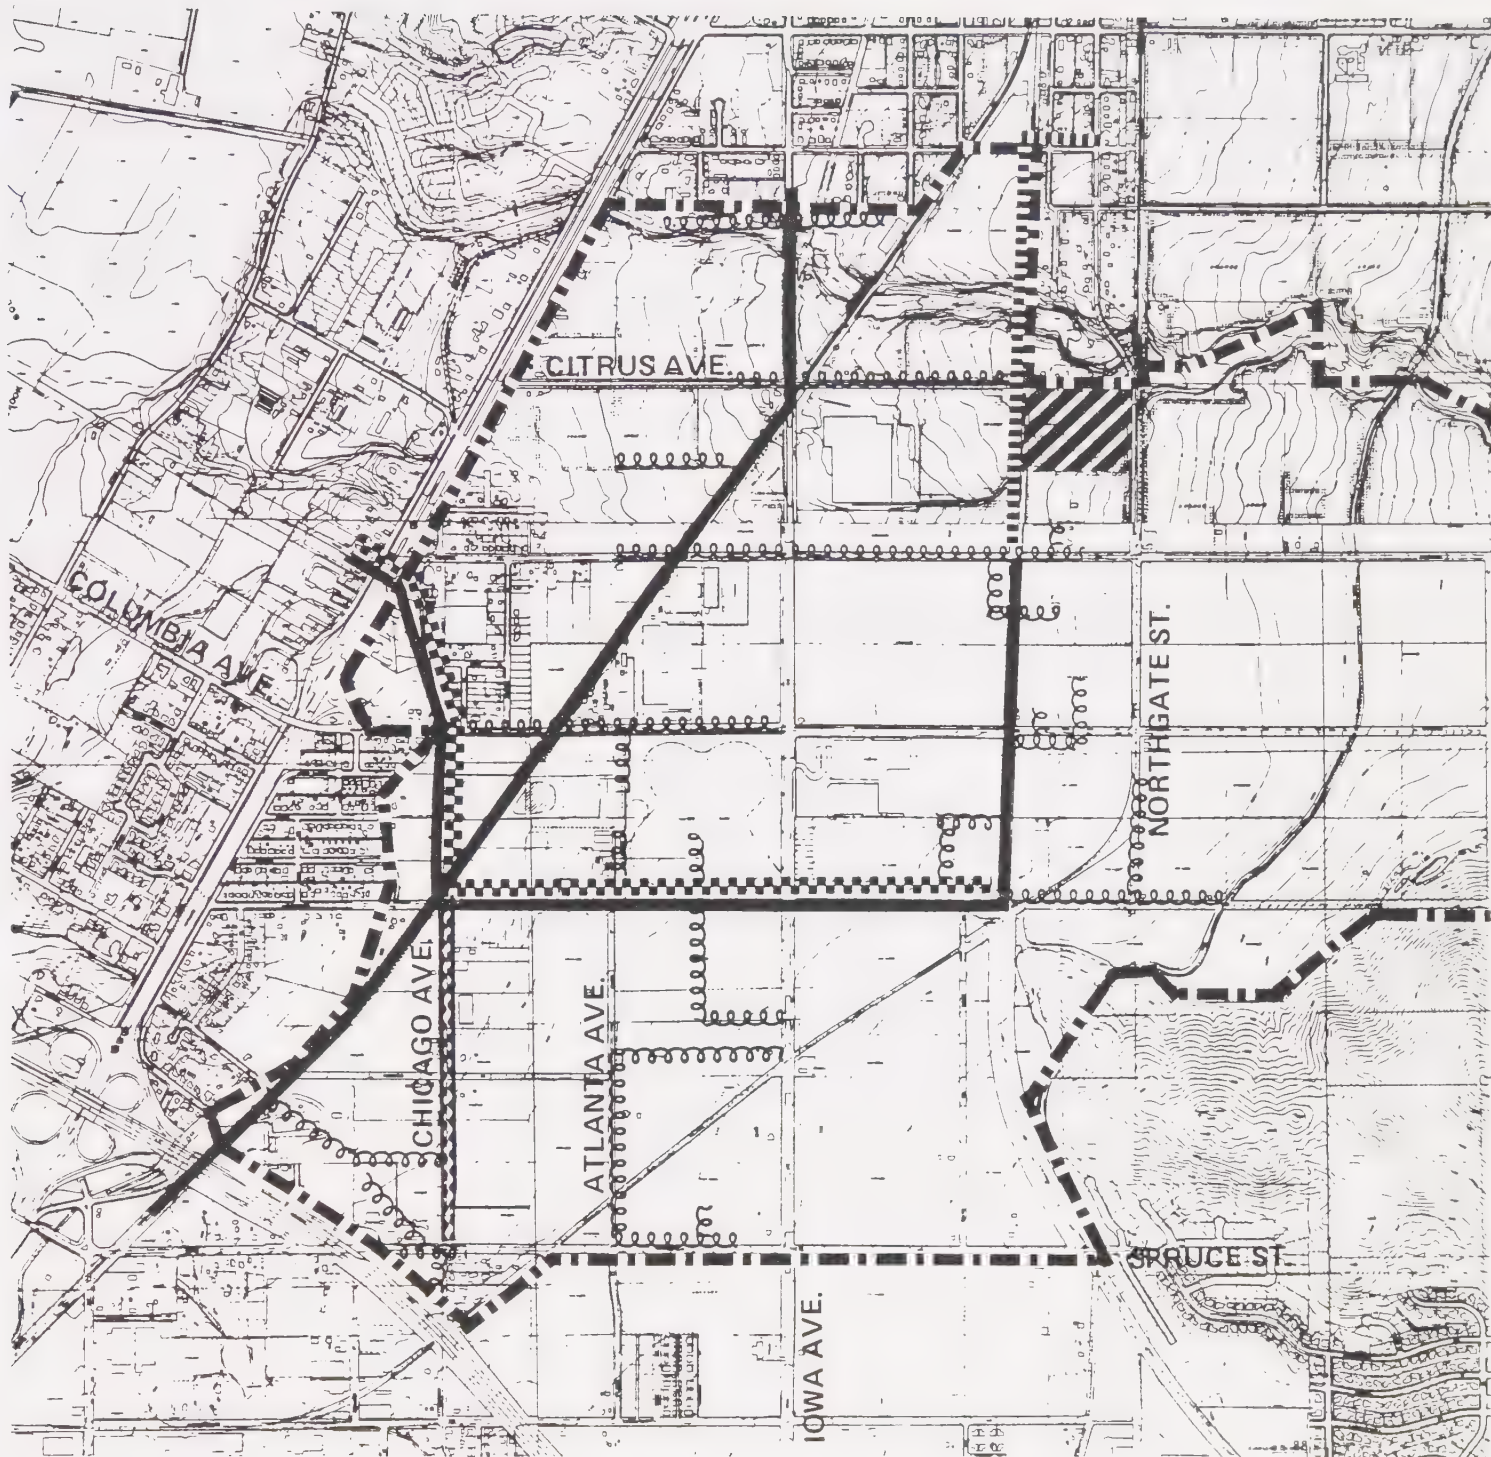 CITRUS AVE.
COLUMBIA AVE.
NORTHGATE ST.
CHICAGO AVE.
ATLANTA AVE.
SPRUCE ST.
IOWA AVE.